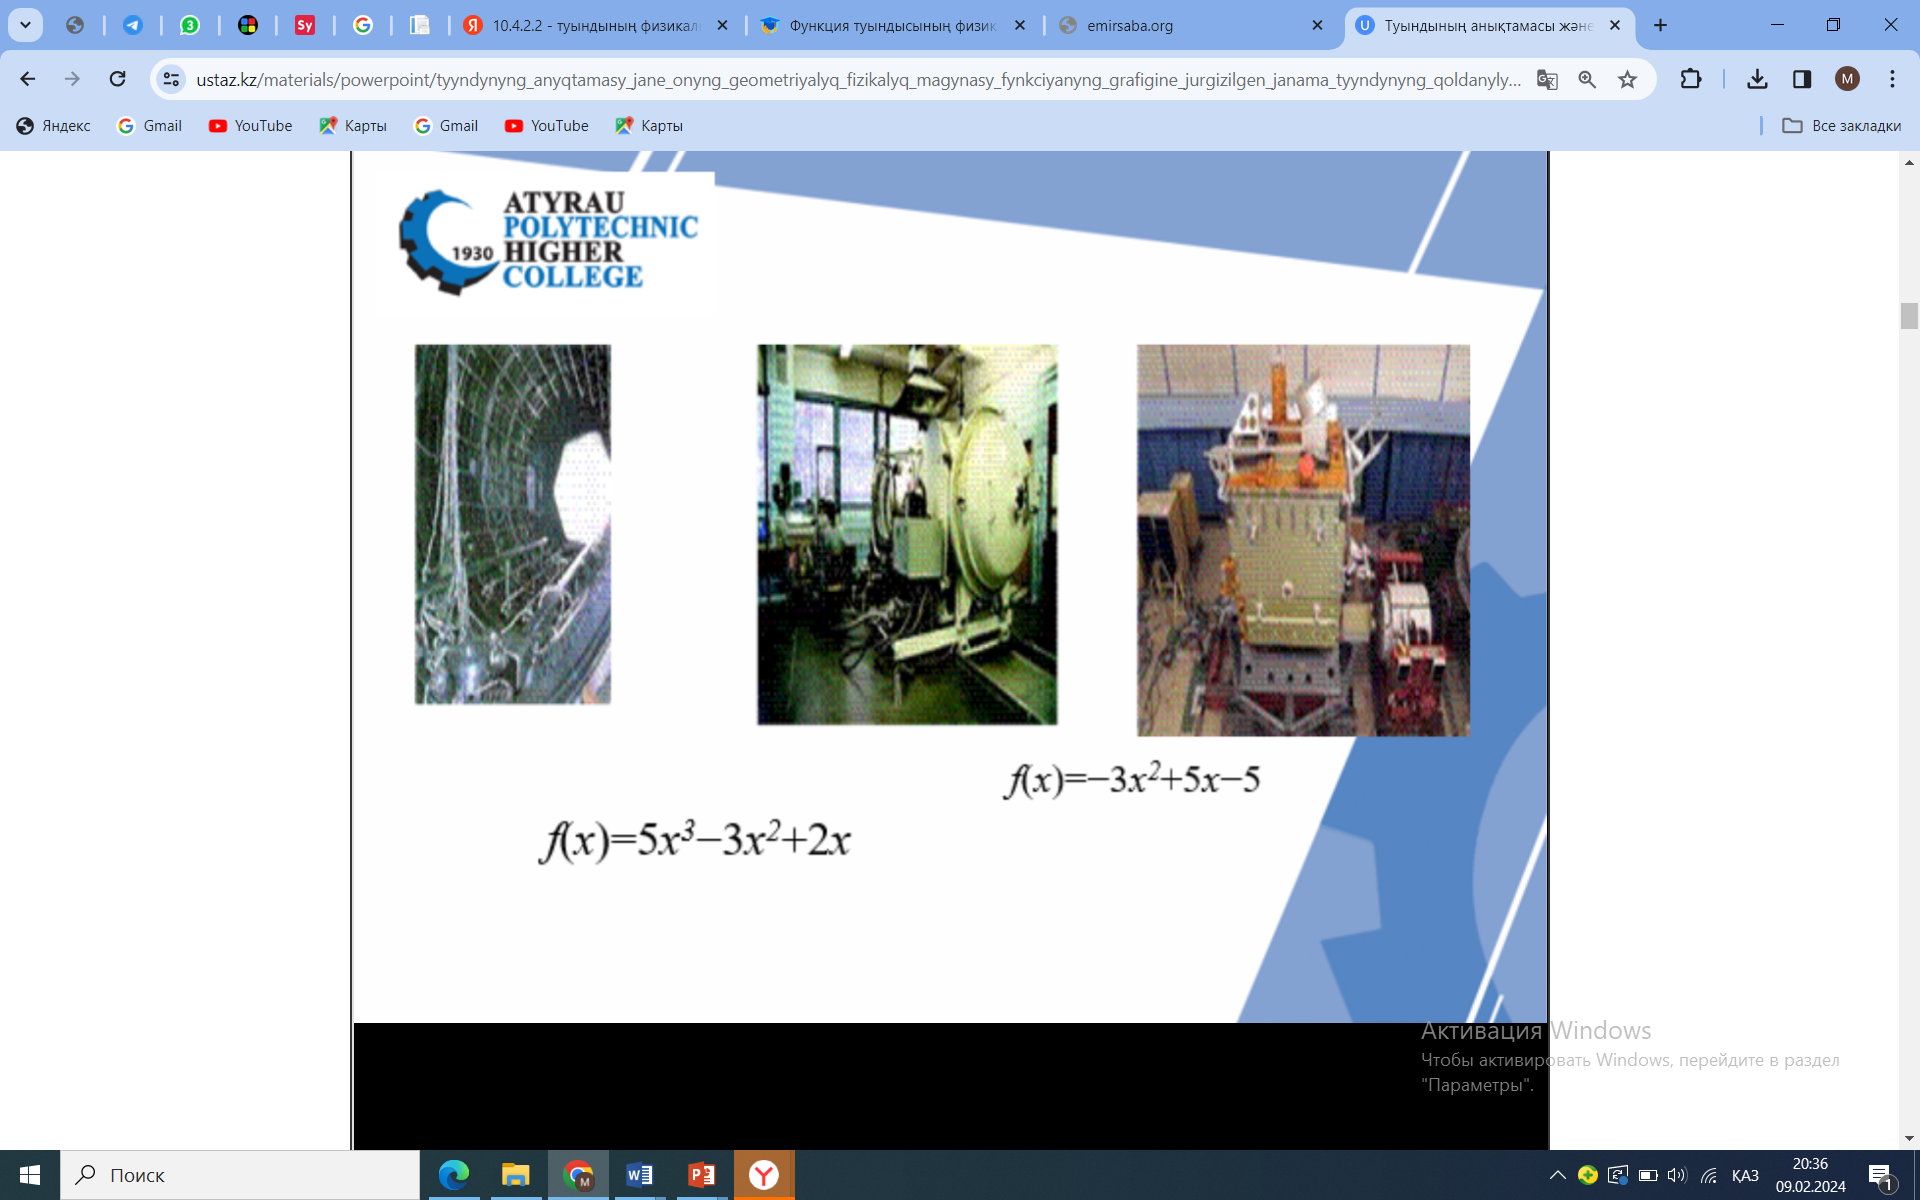 10.4.2.2 - туындының физикал
Функция туындысының физик
emirsaba.org
Туындының анықтамасы және
ustaz.kz/materials/powerpoint/tyyndynyng_anyqtamasy_jane_onyng_geometriyalyq_fizikalyq_magynasy_fynkciyanyng_grafigine_jurgizilgen_janama_tyyndynyng_qoldanyly...
M
Яндекс
Gmail
YouTube
Карты
Gmail
YouTube
Карты
Все закладки
ATYRAU
POLYTECHNIC
1930 HIGHER
COLLEGE
f(x)=−3x²+5x−5
f(x)=5x³−3x²+2x
Активация Windows
Чтобы активировать Windows, перейдите в раздел
"Параметры".
Поиск
ҚАЗ
20:36
09.02.2024
1